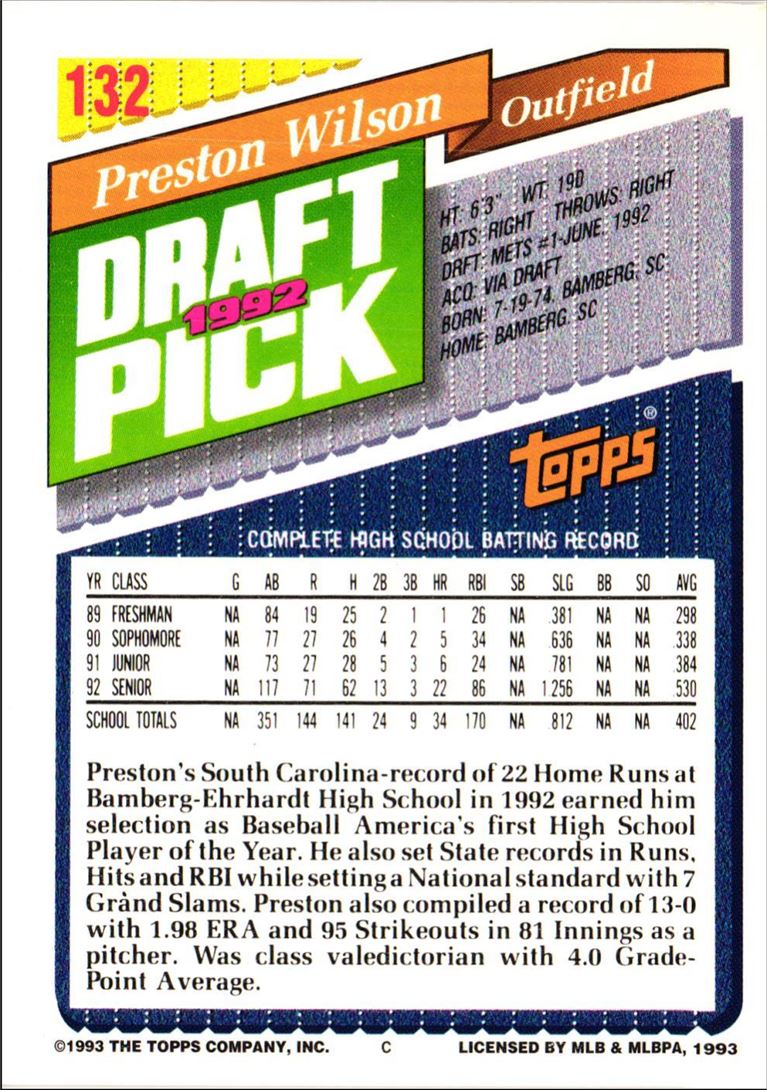 132
Preston Wilson
Outfield
DRAFT
1992
PICK
HT: 6'3" WT: 190
BATS: RIGHT THROWS: RIGHT
DRFT: METS #1-JUNE, 1992
ACQ: VIA DRAFT
BORN: 7-19-74, BAMBERG, SC
HOME: BAMBERG, SC
TOPPS®
COMPLETE HIGH SCHOOL BATTING RECORD
YR CLASS G AB R H 2B 3B HR RBI SB SLG BB SO AVG
89 FRESHMAN NA 84 19 25 2 1 1 26 NA .381 NA NA .298
90 SOPHOMORE NA 77 27 26 4 2 5 34 NA .636 NA NA .338
91 JUNIOR NA 73 27 28 5 3 6 24 NA .781 NA NA .384
92 SENIOR NA 117 71 62 13 3 22 86 NA 1.256 NA NA .530
SCHOOL TOTALS NA 351 144 141 24 9 34 170 NA .812 NA NA .402
Preston's South Carolina-record of 22 Home Runs at
Bamberg-Ehrhardt High School in 1992 earned him
selection as Baseball America's first High School
Player of the Year. He also set State records in Runs,
Hits and RBI while setting a National standard with 7
Grand Slams. Preston also compiled a record of 13-0
with 1.98 ERA and 95 Strikeouts in 81 Innings as a
pitcher. Was class valedictorian with 4.0 Grade-
Point Average.
©1993 THE TOPPS COMPANY, INC. C LICENSED BY MLB & MLBPA, 1993